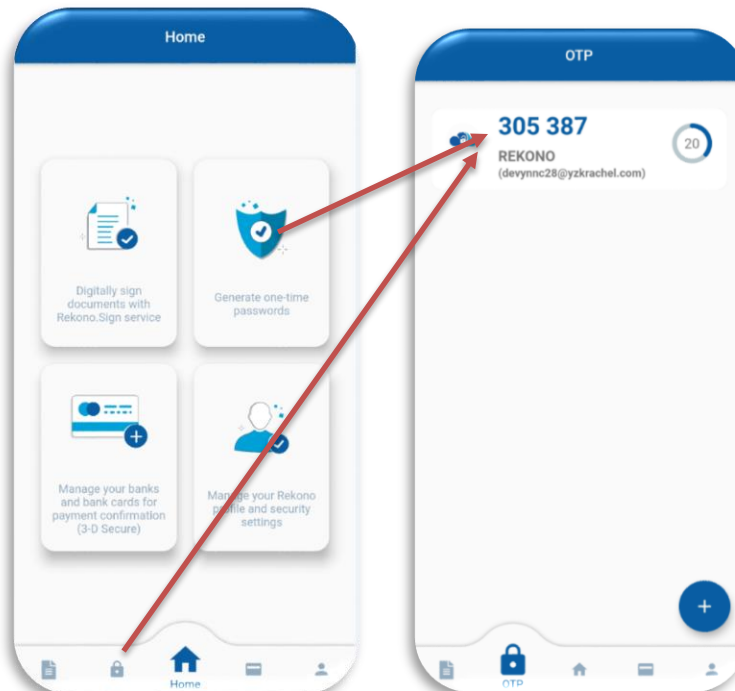 Home
Digitally sign
documents with
Rekono.Sign service
Generate one-time
passwords
Manage your banks
and bank cards for
payment confirmation
(3-D Secure)
Manage your Rekono
profile and security
settings
Home
OTP
305 387
REKONO
(devynnc28@yzkrachel.com)
20
OTP